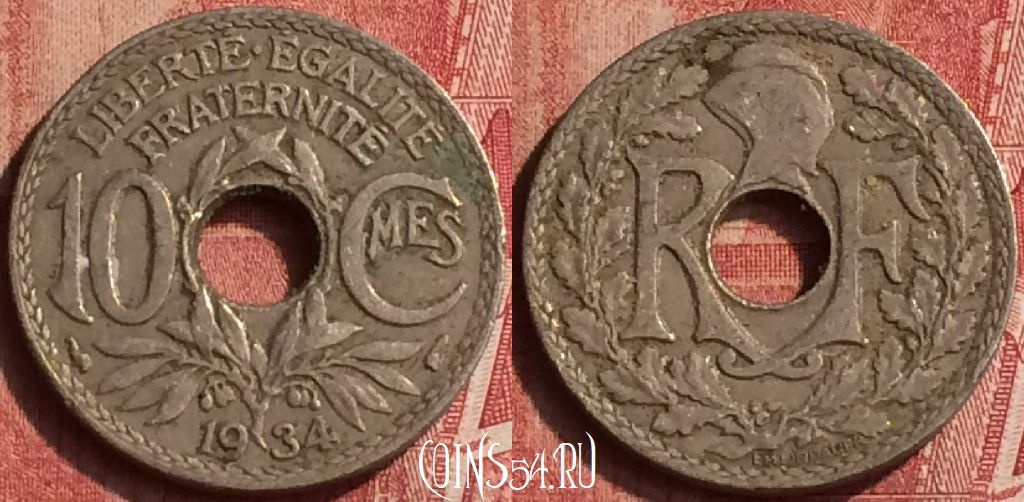 LIBERTÉ·ÉGALITÉ
FRATERNITÉ
10 CMES
1934
RF
COINS54.RU